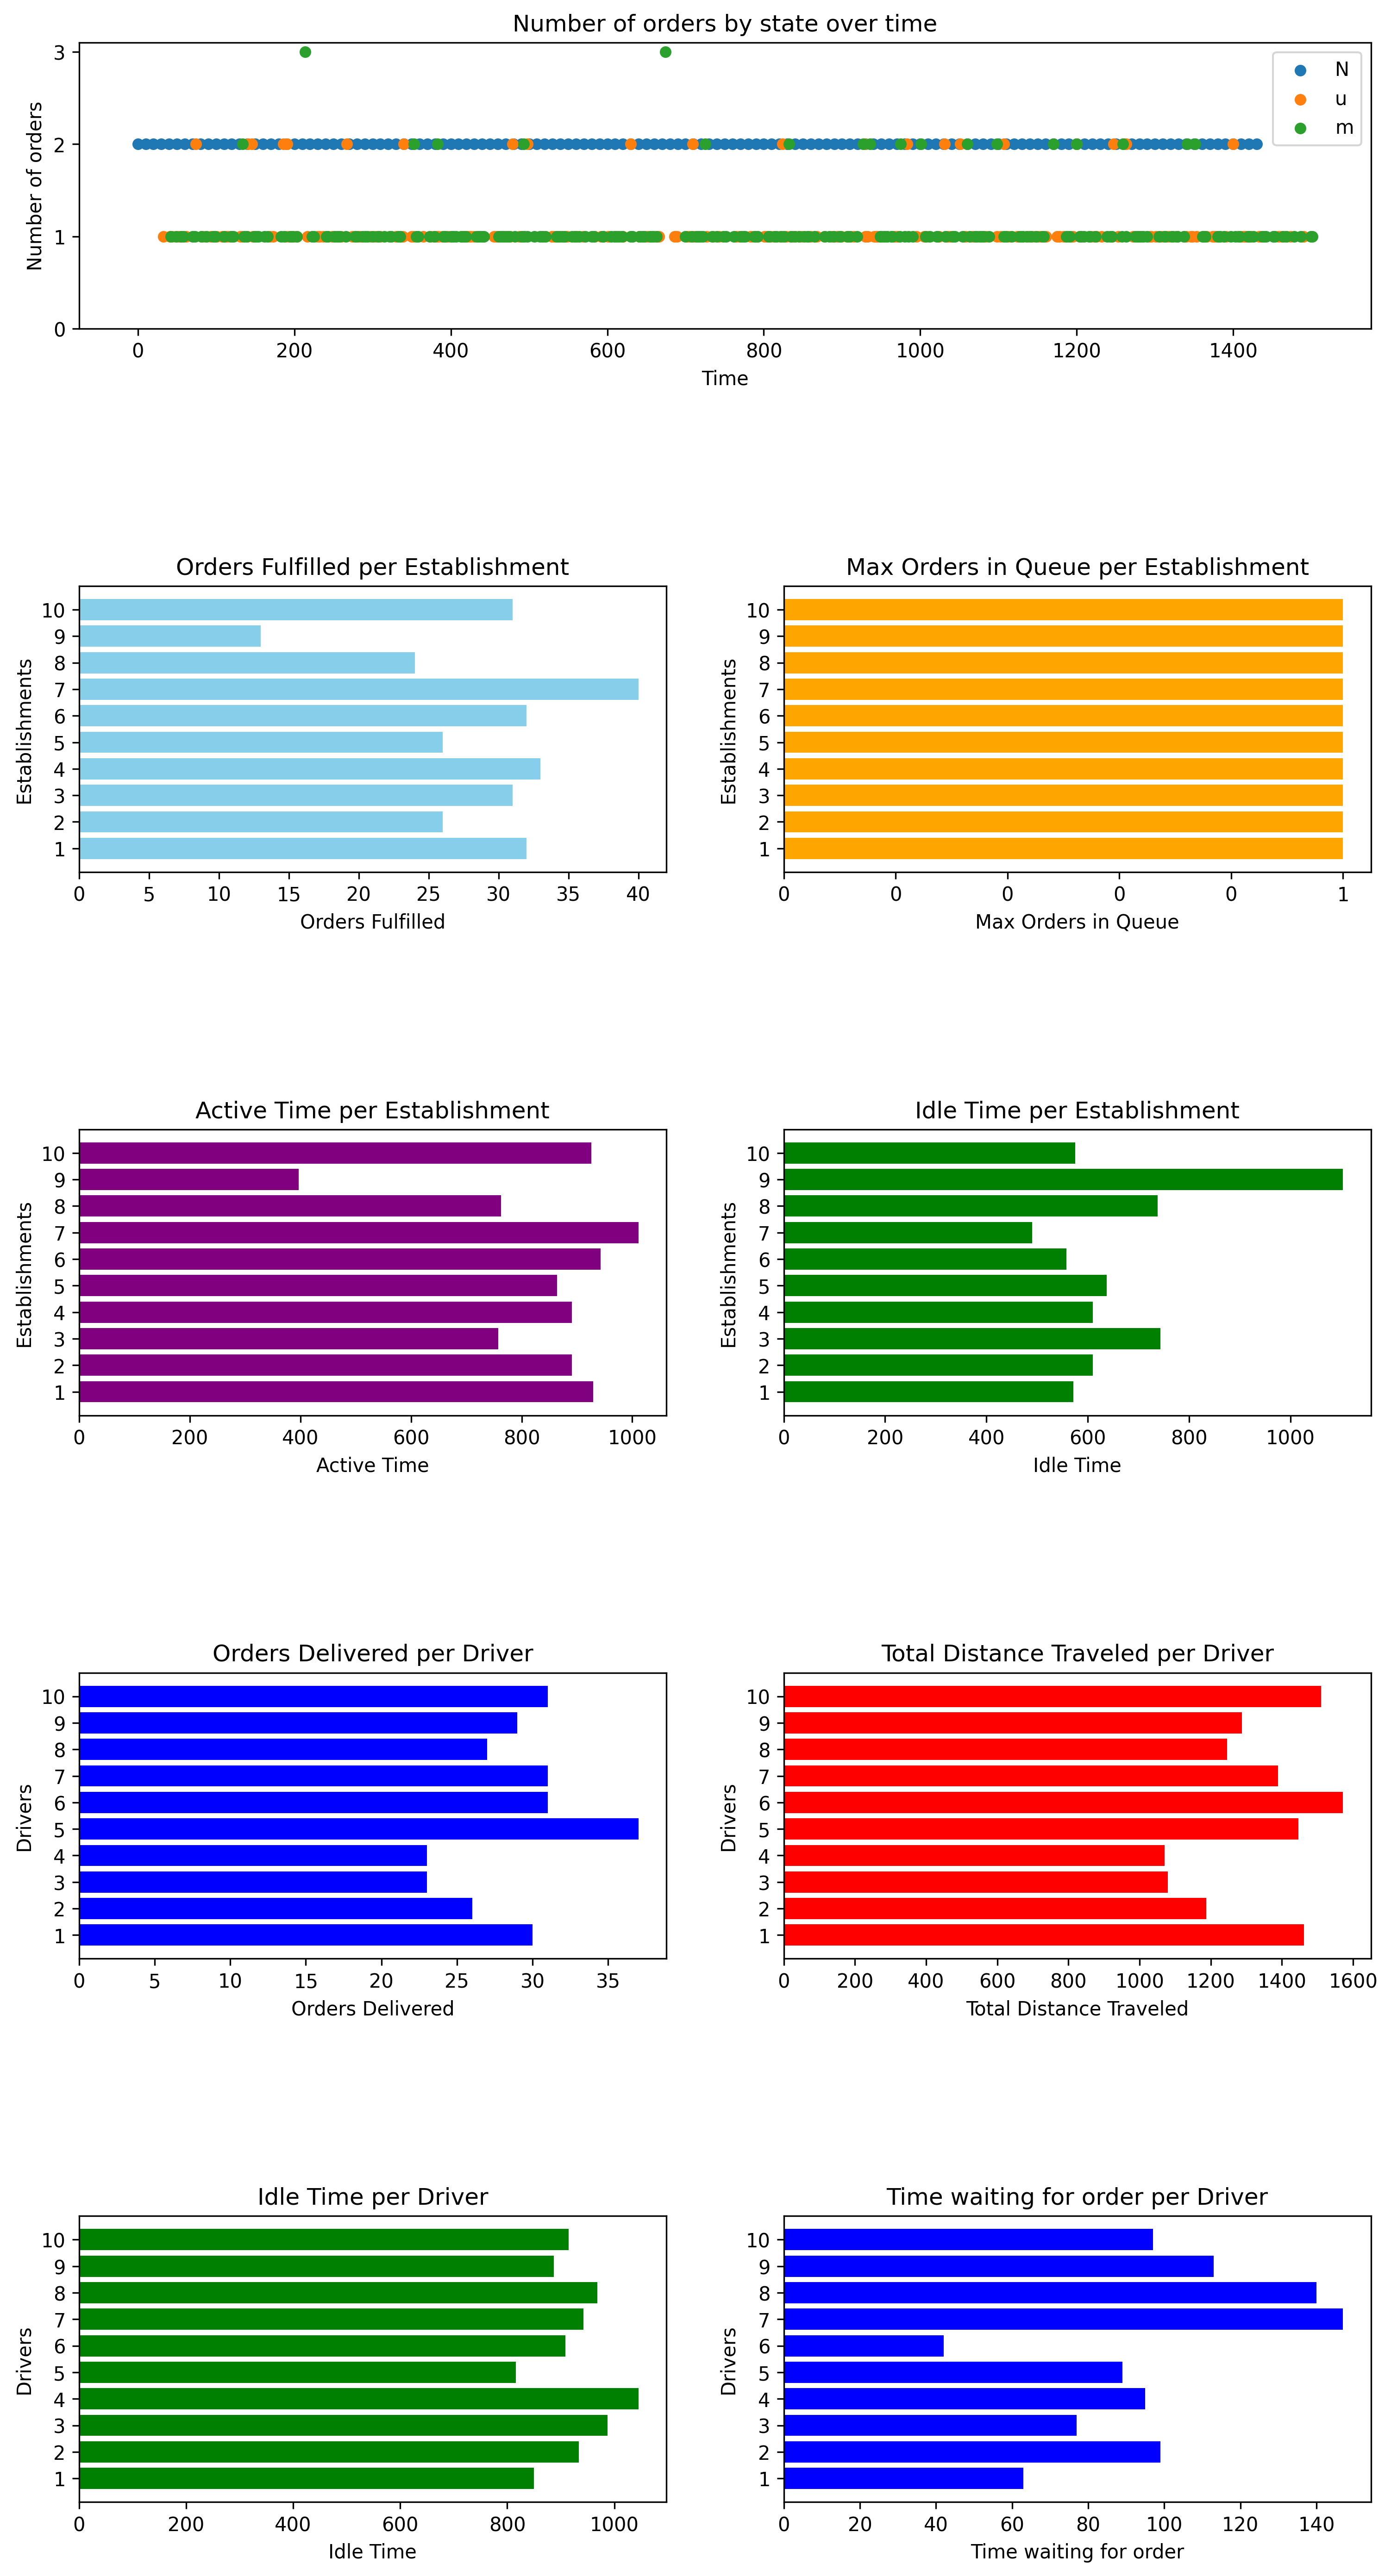 Number of orders by state over time
Number of orders
3
2
1
0
N
u
m
0 200 400 600 800 1000 1200 1400
Time
Orders Fulfilled per Establishment
Establishments
10
9
8
7
6
5
4
3
2
1
0 5 10 15 20 25 30 35 40
Orders Fulfilled
Max Orders in Queue per Establishment
Establishments
10
9
8
7
6
5
4
3
2
1
0 0 0 0 0 1
Max Orders in Queue
Active Time per Establishment
Establishments
10
9
8
7
6
5
4
3
2
1
0 200 400 600 800 1000
Active Time
Idle Time per Establishment
Establishments
10
9
8
7
6
5
4
3
2
1
0 200 400 600 800 1000
Idle Time
Orders Delivered per Driver
Drivers
10
9
8
7
6
5
4
3
2
1
0 5 10 15 20 25 30 35
Orders Delivered
Total Distance Traveled per Driver
Drivers
10
9
8
7
6
5
4
3
2
1
0 200 400 600 800 1000 1200 1400 1600
Total Distance Traveled
Idle Time per Driver
Drivers
10
9
8
7
6
5
4
3
2
1
0 200 400 600 800 1000
Idle Time
Time waiting for order per Driver
Drivers
10
9
8
7
6
5
4
3
2
1
0 20 40 60 80 100 120 140
Time waiting for order